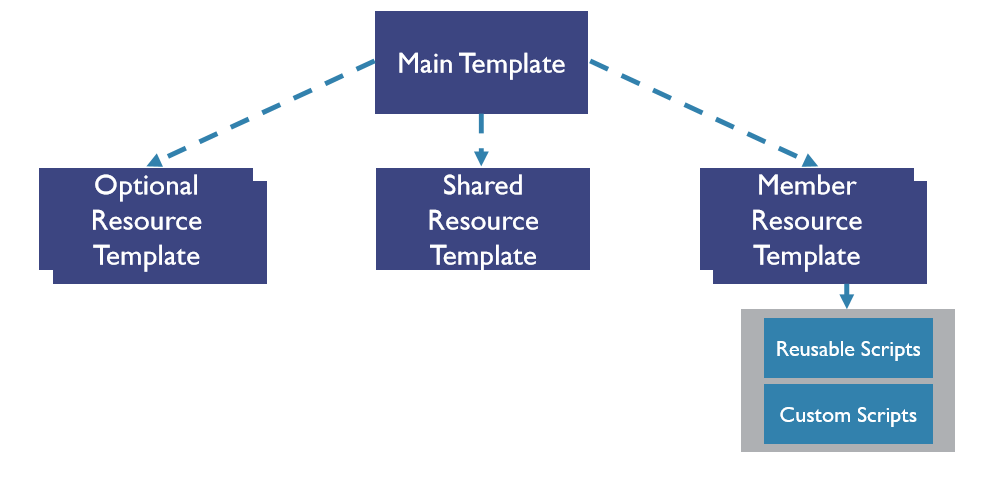 Main Template
Optional
Resource
Template
Shared
Resource
Template
Member
Resource
Template
Reusable Scripts
Custom Scripts